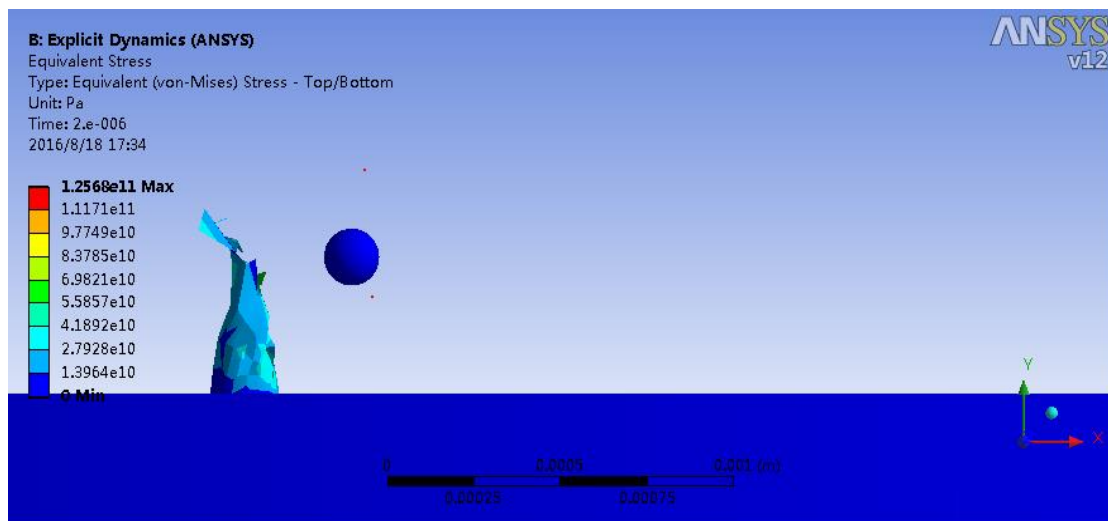 B: Explicit Dynamics (ANSYS)
Equivalent Stress
Type: Equivalent (von-Mises) Stress - Top/Bottom
Unit: Pa
Time: 2.e-006
2016/8/18 17:34
ANSYS
v12
1.2568e11 Max
1.1171e11
9.7749e10
8.3785e10
6.9821e10
5.5857e10
4.1892e10
2.7928e10
1.3964e10
0 Min
Y
X
0 0.0005 0.001 (m)
0.00025 0.00075